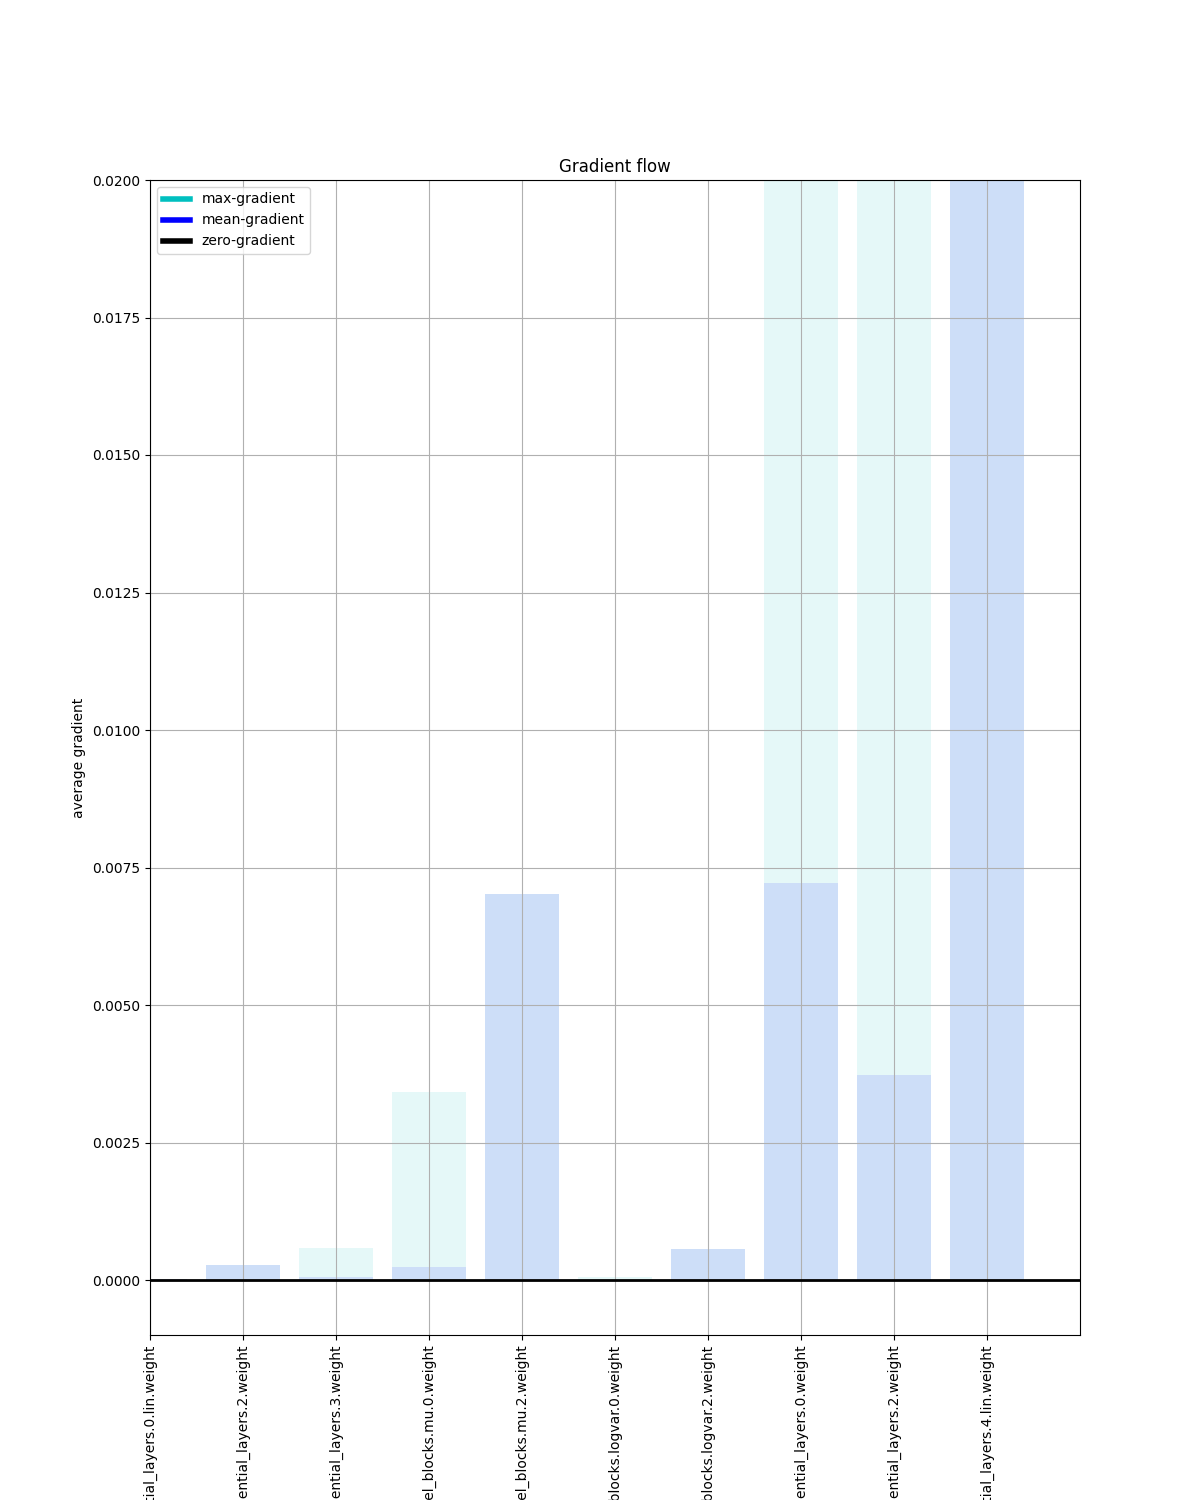 Gradient flow
max-gradient
mean-gradient
zero-gradient
0.0200
0.0175
0.0150
0.0125
0.0100
0.0075
0.0050
0.0025
0.0000
average gradient
tial_layers.0.lin.weight
ential_layers.2.weight
ential_layers.3.weight
el_blocks.mu.0.weight
el_blocks.mu.2.weight
blocks.logvar.0.weight
blocks.logvar.2.weight
ential_layers.0.weight
ential_layers.2.weight
tial_layers.4.lin.weight